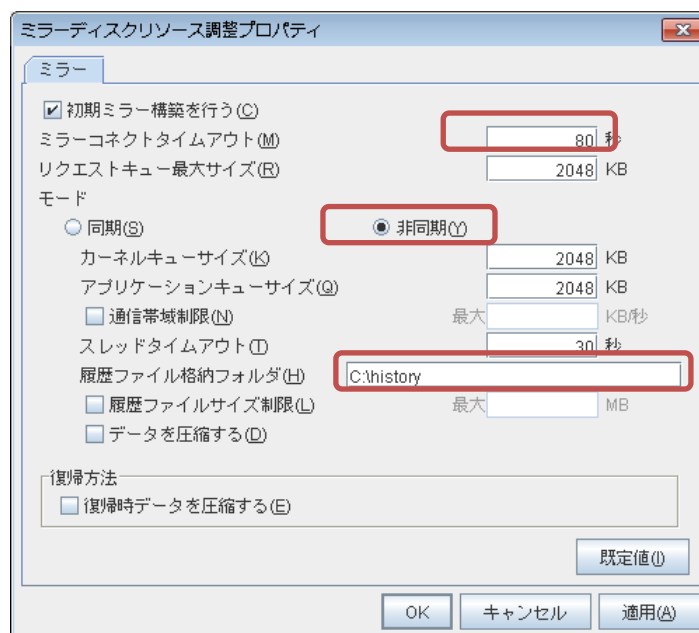 ミラーディスクリソース調整プロパティ
ミラー
初期ミラー構築を行う(C)
ミラーコネクトタイムアウト(M) 80 秒
リクエストキュー最大サイズ(R) 2048 KB
モード
同期(S) 非同期(Y)
カーネルキューサイズ(K) 2048 KB
アプリケーションキューサイズ(Q) 2048 KB
通信帯域制限(N) 最大 KB/秒
スレッドタイムアウト(T) 30 秒
履歴ファイル格納フォルダ(H) C:\history
履歴ファイルサイズ制限(L) 最大 MB
データを圧縮する(D)
復帰方法
復帰時データを圧縮する(E)
既定値(I)
OK キャンセル 適用(A)